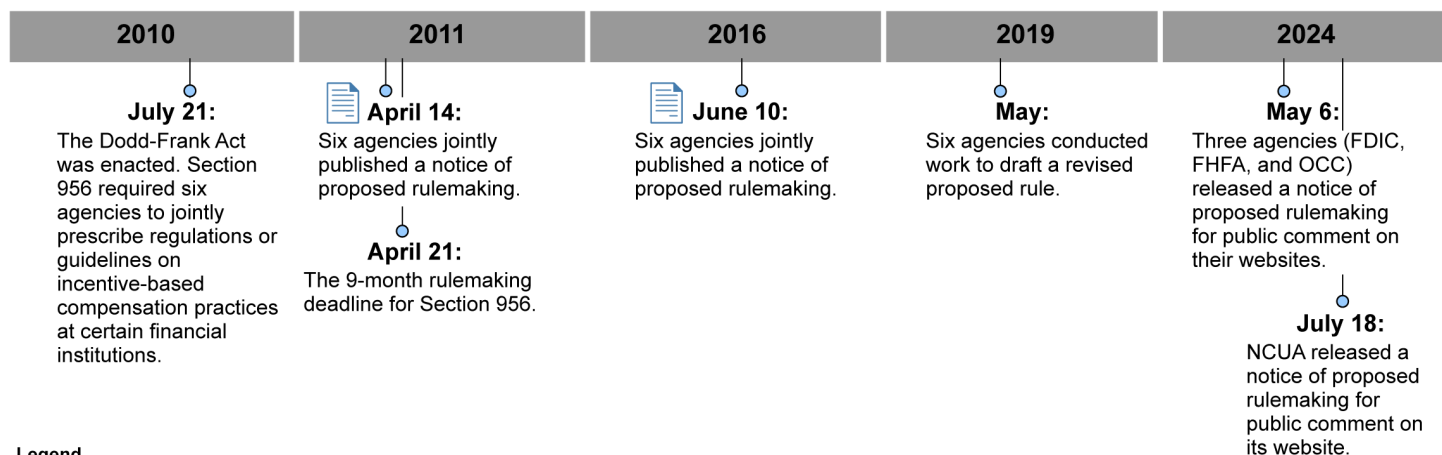 2010
July 21:
The Dodd-Frank Act
was enacted. Section
956 required six
agencies to jointly
prescribe regulations or
guidelines on
incentive-based
compensation practices
at certain financial
institutions.
2011
April 14:
Six agencies jointly
published a notice of
proposed rulemaking.
April 21:
The 9-month rulemaking
deadline for Section 956.
2016
June 10:
Six agencies jointly
published a notice of
proposed rulemaking.
2019
May:
Six agencies conducted
work to draft a revised
proposed rule.
2024
May 6:
Three agencies (FDIC,
FHFA, and OCC)
released a notice of
proposed rulemaking
for public comment on
their websites.
July 18:
NCUA released a
notice of proposed
rulemaking for
public comment on
its website.
Legend